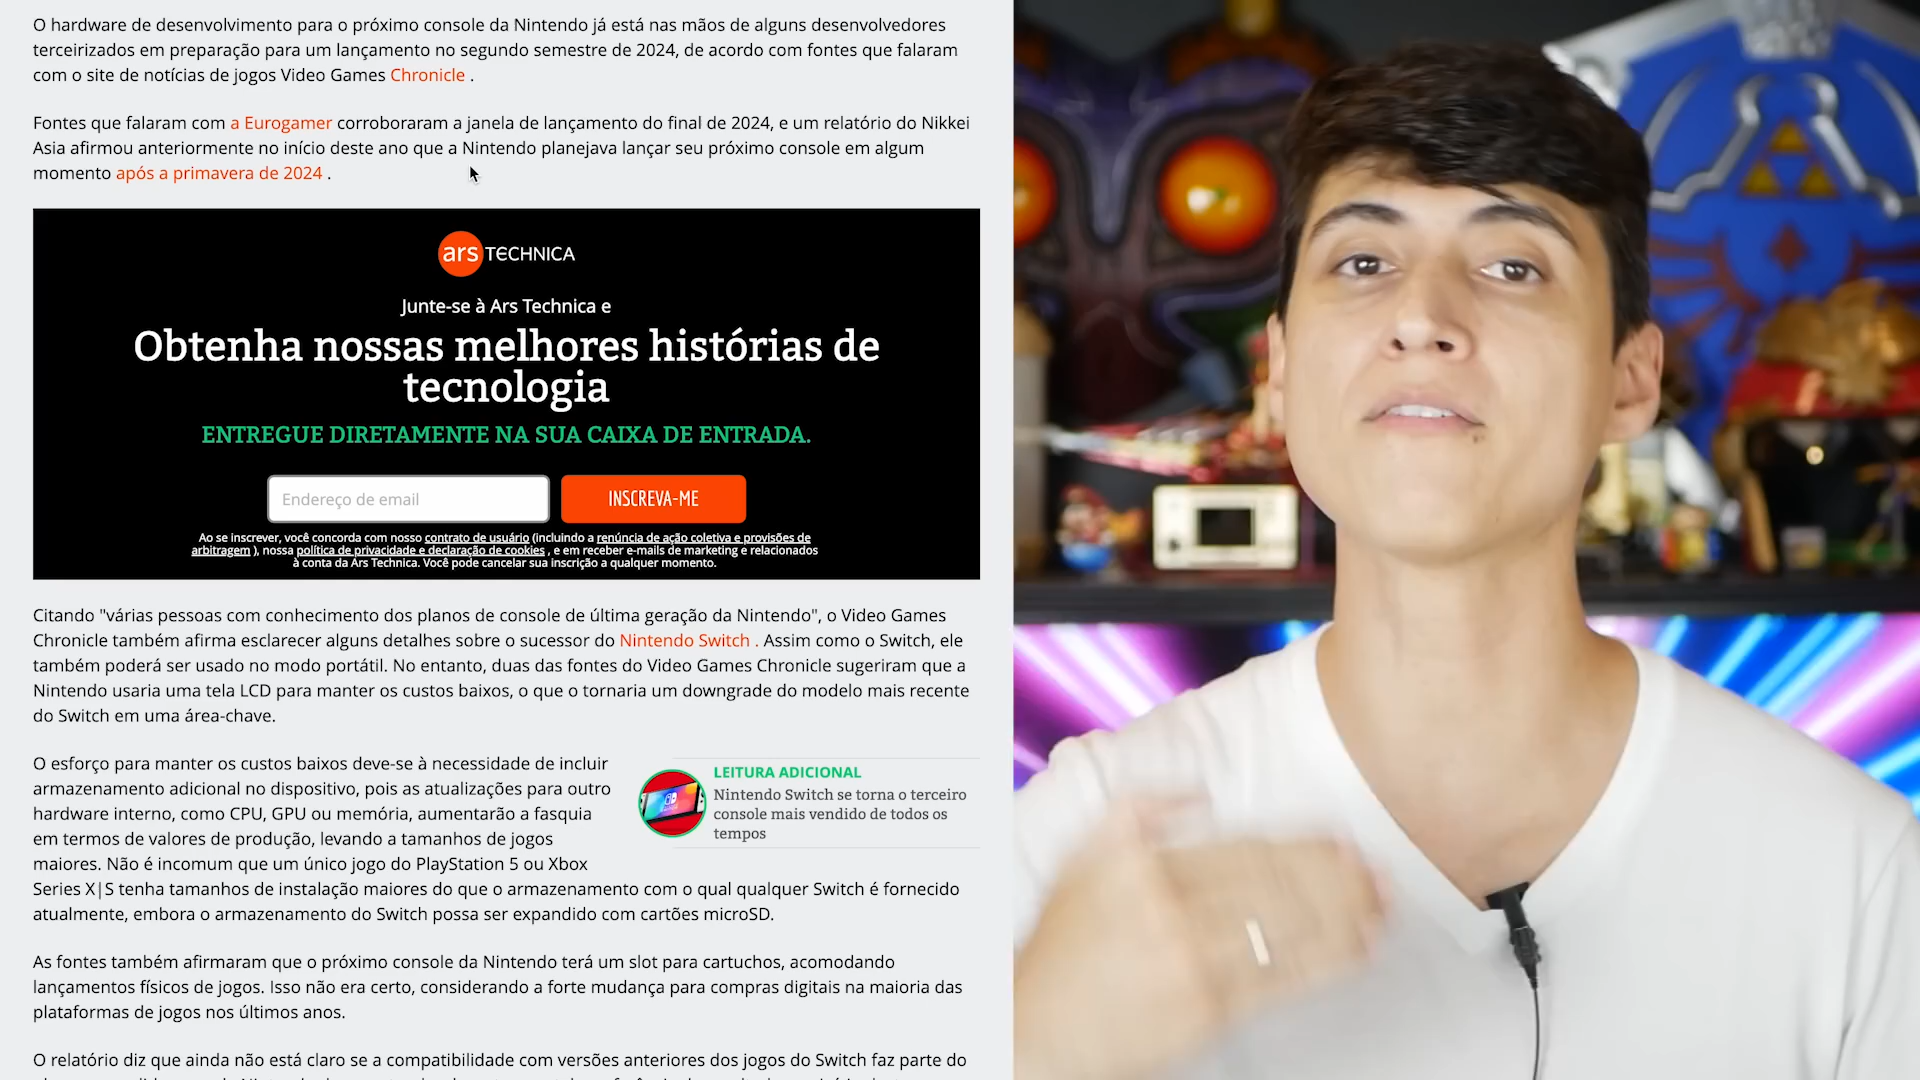 O hardware de desenvolvimento para o próximo console da Nintendo já está nas mãos de alguns desenvolvedores
terceirizados em preparação para um lançamento no segundo semestre de 2024, de acordo com fontes que falaram
com o site de notícias de jogos Video Games Chronicle .
Fontes que falaram com a Eurogamer corroboraram a janela de lançamento do final de 2024, e um relatório do Nikkei
Asia afirmou anteriormente no início deste ano que a Nintendo planejava lançar seu próximo console em algum
momento após a primavera de 2024 .
ars TECHNICA
Junte-se à Ars Technica e
Obtenha nossas melhores histórias de
tecnologia
ENTREGUE DIRETAMENTE NA SUA CAIXA DE ENTRADA.
Endereço de email
INSCREVA-ME
Ao se inscrever, você concorda com nosso contrato de usuário (incluindo a renúncia de ação coletiva e provisões de
arbitragem ), nossa política de privacidade e declaração de cookies , e em receber e-mails de marketing e relacionados
à conta da Ars Technica. Você pode cancelar sua inscrição a qualquer momento.
Citando "várias pessoas com conhecimento dos planos de console de última geração da Nintendo", o Video Games
Chronicle também afirma esclarecer alguns detalhes sobre o sucessor do Nintendo Switch . Assim como o Switch, ele
também poderá ser usado no modo portátil. No entanto, duas das fontes do Video Games Chronicle sugeriram que a
Nintendo usaria uma tela LCD para manter os custos baixos, o que o tornaria um downgrade do modelo mais recente
do Switch em uma área-chave.
O esforço para manter os custos baixos deve-se à necessidade de incluir
armazenamento adicional no dispositivo, pois as atualizações para outro
hardware interno, como CPU, GPU ou memória, aumentarão a fasquia
em termos de valores de produção, levando a tamanhos de jogos
maiores. Não é incomum que um único jogo do PlayStation 5 ou Xbox
Series X|S tenha tamanhos de instalação maiores do que o armazenamento com o qual qualquer Switch é fornecido
atualmente, embora o armazenamento do Switch possa ser expandido com cartões microSD.
LEITURA ADICIONAL
Nintendo Switch se torna o terceiro
console mais vendido de todos os
tempos
As fontes também afirmaram que o próximo console da Nintendo terá um slot para cartuchos, acomodando
lançamentos físicos de jogos. Isso não era certo, considerando a forte mudança para compras digitais na maioria das
plataformas de jogos nos últimos anos.
O relatório diz que ainda não está claro se a compatibilidade com versões anteriores dos jogos do Switch faz parte do